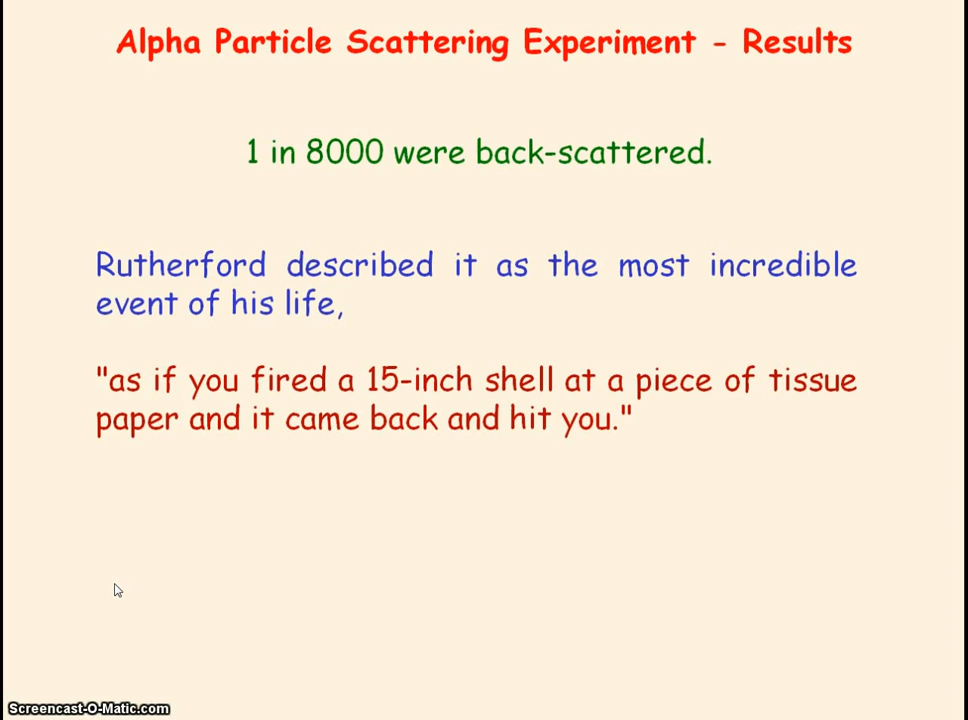 Alpha Particle Scattering Experiment - Results
1 in 8000 were back-scattered.
Rutherford described it as the most incredible
event of his life,
"as if you fired a 15-inch shell at a piece of tissue
paper and it came back and hit you."
Screencast-O-Matic.com